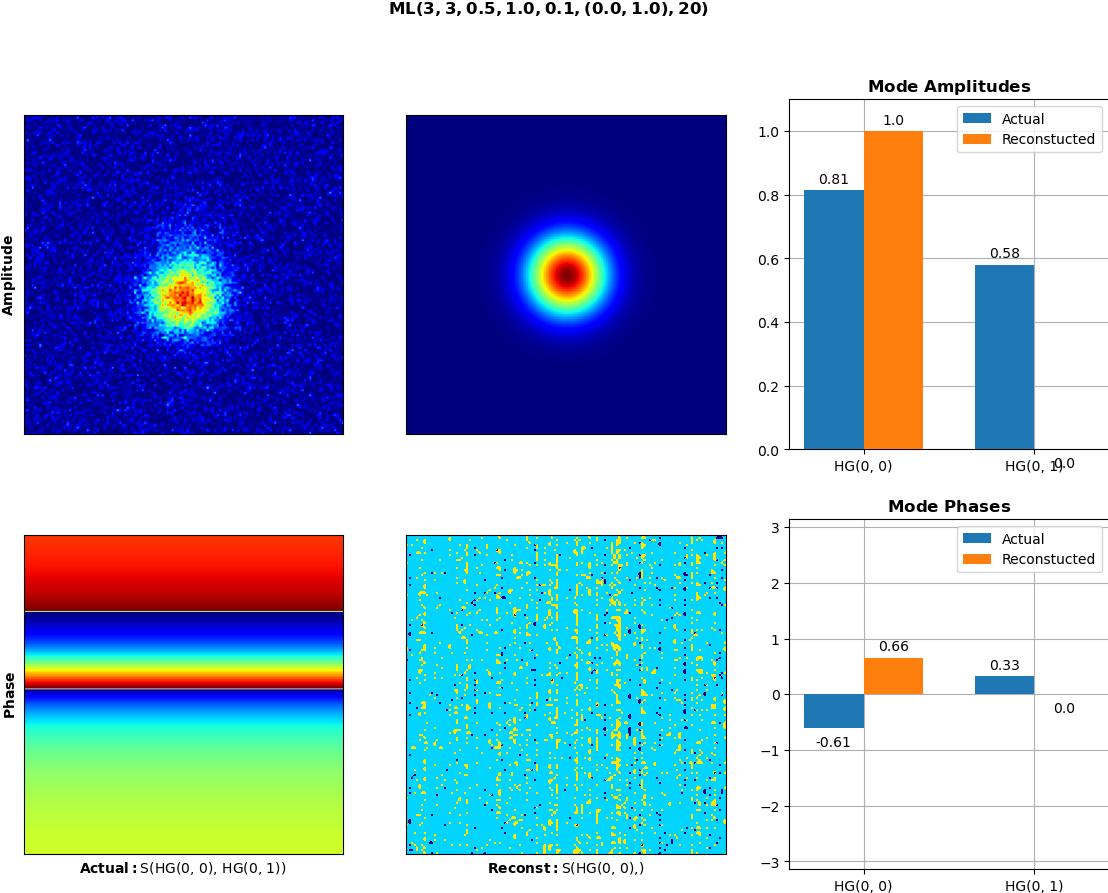 ML(3, 3, 0.5, 1.0, 0.1, (0.0, 1.0), 20)
Amplitude
Mode Amplitudes
Actual
Reconstucted
1.0
0.8
0.6
0.4
0.2
0.0
0.81
1.0
0.58
0.0
HG(0, 0)
HG(0, 1)
Phase
Actual:S(HG(0, 0), HG(0, 1))
Reconst:S(HG(0, 0),)
Mode Phases
Actual
Reconstucted
3
2
1
0
−1
−2
−3
-0.61
0.66
0.33
0.0
HG(0, 0)
HG(0, 1)